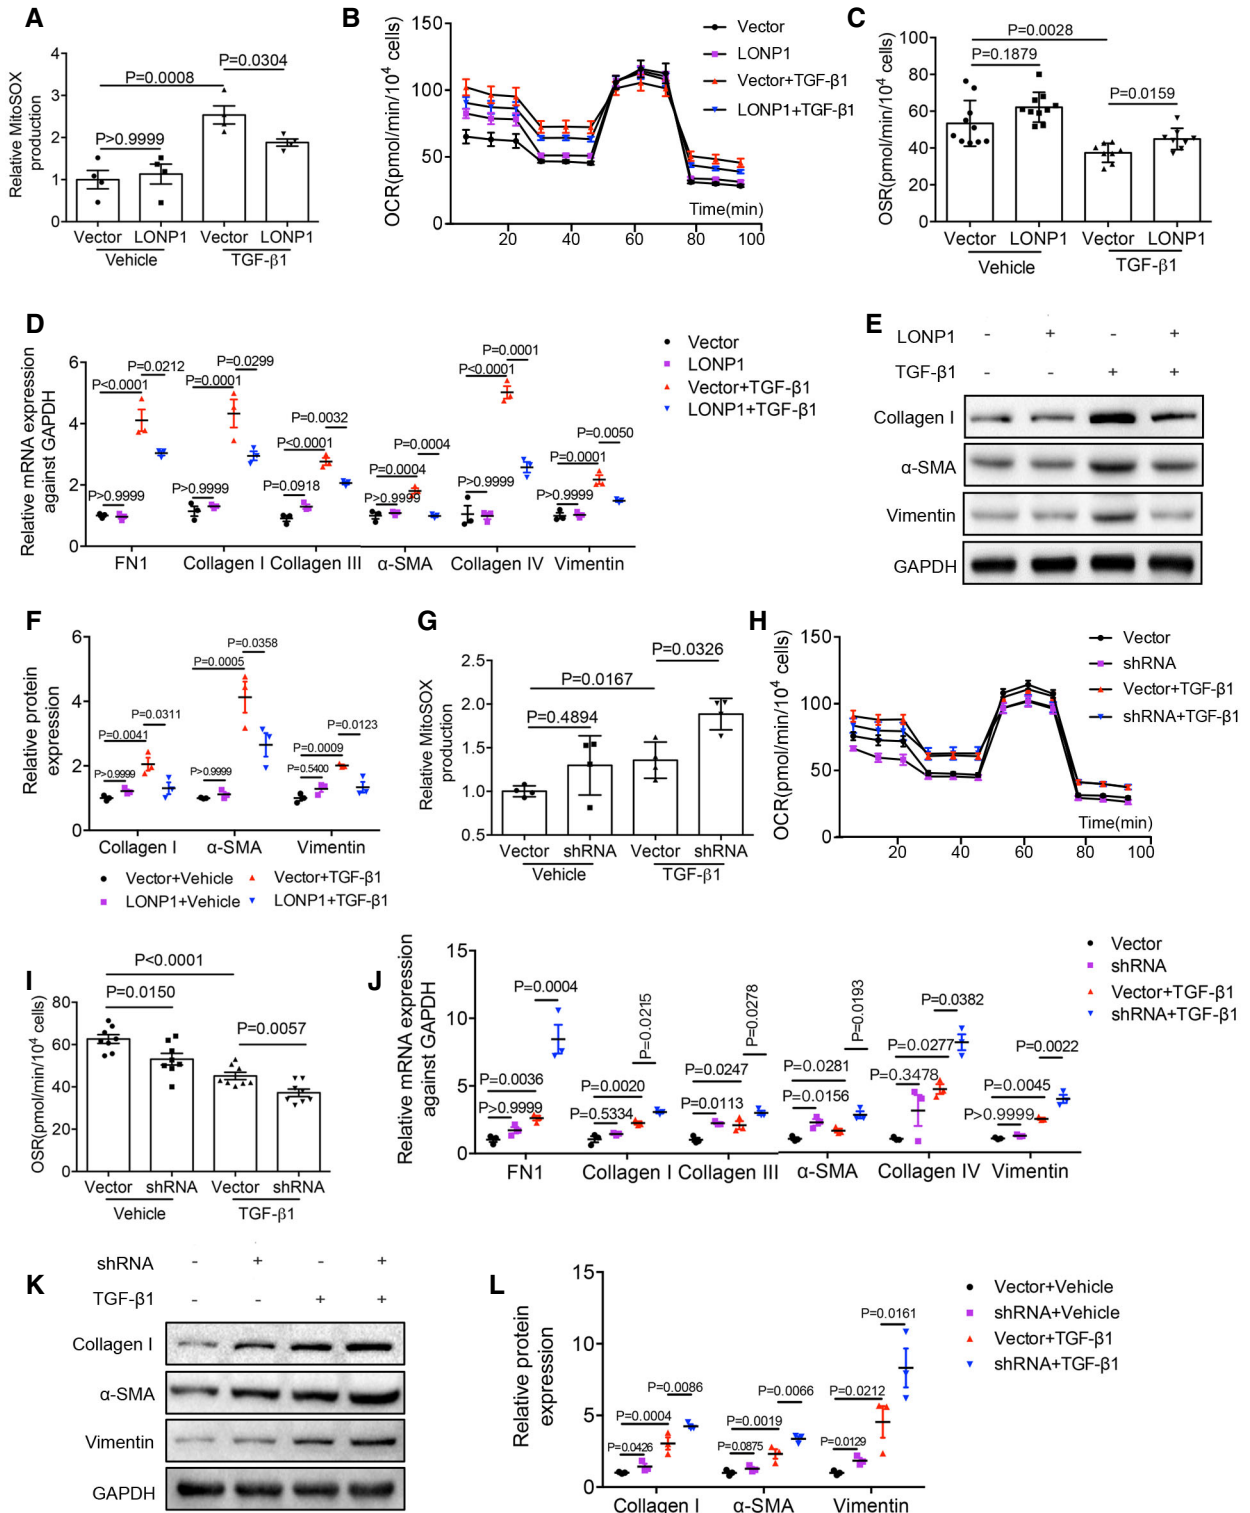 A
Relative MitoSOX
production
4
3
2
1
0
P=0.0304
P=0.0008
P>0.9999
Vector LONP1 Vector LONP1
Vehicle TGF-β1
B
OCR(pmol/min/10⁴ cells)
150
100
50
0
Vector
LONP1
Vector+TGF-β1
LONP1+TGF-β1
Time(min)
20 40 60 80 100
C
OSR(pmol/min/10⁴ cells)
100
80
60
40
20
0
P=0.0028
P=0.1879
P=0.0159
Vector LONP1 Vector LONP1
Vehicle TGF-β1
D
Relative mRNA expression
against GAPDH
6
4
2
0
P=0.0212
P<0.0001
P>0.9999
P=0.0299
P=0.0001
P>0.9999
P=0.0032
P<0.0001
P=0.0918
P=0.0004
P=0.0004
P>0.9999
P=0.0001
P<0.0001
P>0.9999
P=0.0050
P=0.0001
P>0.9999
FN1 Collagen I Collagen III α-SMA Collagen IV Vimentin
Vector
LONP1
Vector+TGF-β1
LONP1+TGF-β1
E
LONP1 - + - +
TGF-β1 - - + +
Collagen I
α-SMA
Vimentin
GAPDH
F
Relative protein
expression
6
4
2
0
P=0.0311
P=0.0041
P>0.9999
P=0.0358
P=0.0005
P>0.9999
P=0.0123
P=0.0009
P=0.5400
Collagen I α-SMA Vimentin
Vector+Vehicle Vector+TGF-β1
LONP1+Vehicle LONP1+TGF-β1
G
Relative MitoSOX
production
2.5
2.0
1.5
1.0
0.5
P=0.0326
P=0.0167
P=0.4894
Vector shRNA Vector shRNA
Vehicle TGF-β1
H
OCR(pmol/min/10⁴ cells)
150
100
50
0
Vector
shRNA
Vector+TGF-β1
shRNA+TGF-β1
Time(min)
20 40 60 80 100
I
OSR(pmol/min/10⁴ cells)
80
60
40
20
0
P<0.0001
P=0.0150
P=0.0057
Vector shRNA Vector shRNA
Vehicle TGF-β1
J
Relative mRNA expression
against GAPDH
15
10
5
0
P=0.0004
P=0.0036
P>0.9999
P=0.0215
P=0.0020
P=0.5334
P=0.0278
P=0.0247
P=0.0113
P=0.0193
P=0.0281
P=0.0156
P=0.0382
P=0.0277
P=0.3478
P=0.0022
P=0.0045
P>0.9999
FN1 Collagen I Collagen III α-SMA Collagen IV Vimentin
Vector
shRNA
Vector+TGF-β1
shRNA+TGF-β1
K
shRNA - + - +
TGF-β1 - - + +
Collagen I
α-SMA
Vimentin
GAPDH
L
Relative protein
expression
15
10
5
0
P=0.0086
P=0.0004
P=0.0426
P=0.0066
P=0.0019
P=0.0875
P=0.0161
P=0.0212
P=0.0129
Collagen I α-SMA Vimentin
Vector+Vehicle
shRNA+Vehicle
Vector+TGF-β1
shRNA+TGF-β1